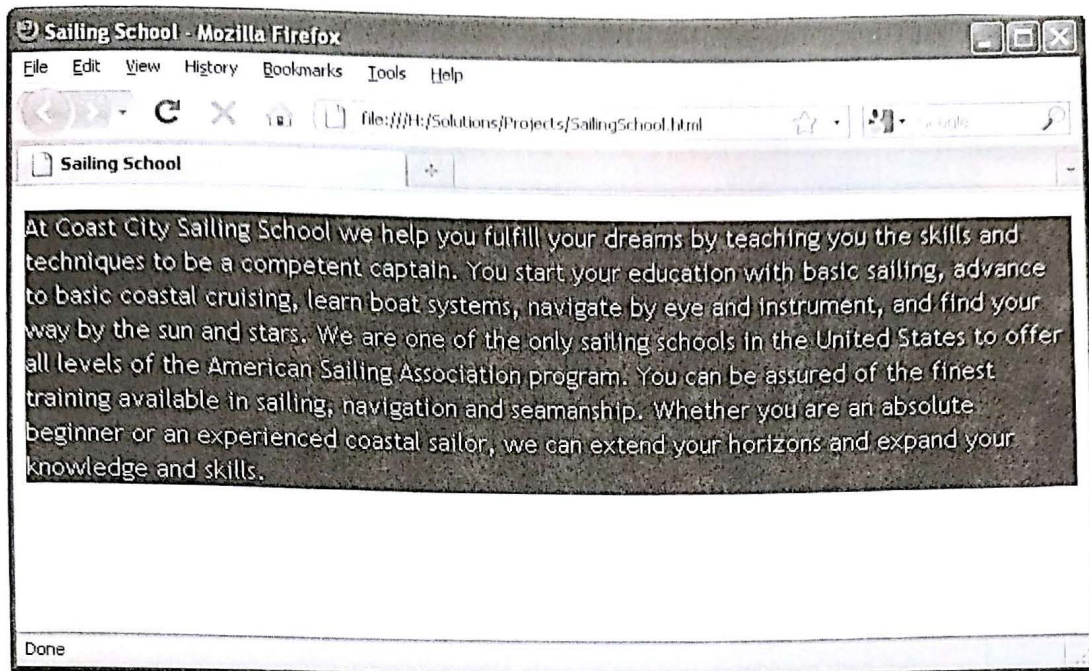 Sailing School - Mozilla Firefox
File Edit View History Bookmarks Tools Help
file:///H:/Solutions/Projects/SailingSchool.html
Sailing School
At Coast City Sailing School we help you fulfill your dreams by teaching you the skills and
techniques to be a competent captain. You start your education with basic sailing, advance
to basic coastal cruising, learn boat systems, navigate by eye and instrument, and find your
way by the sun and stars. We are one of the only sailing schools in the United States to offer
all levels of the American Sailing Association program. You can be assured of the finest
training available in sailing, navigation and seamanship. Whether you are an absolute
beginner or an experienced coastal sailor, we can extend your horizons and expand your
knowledge and skills.
Done